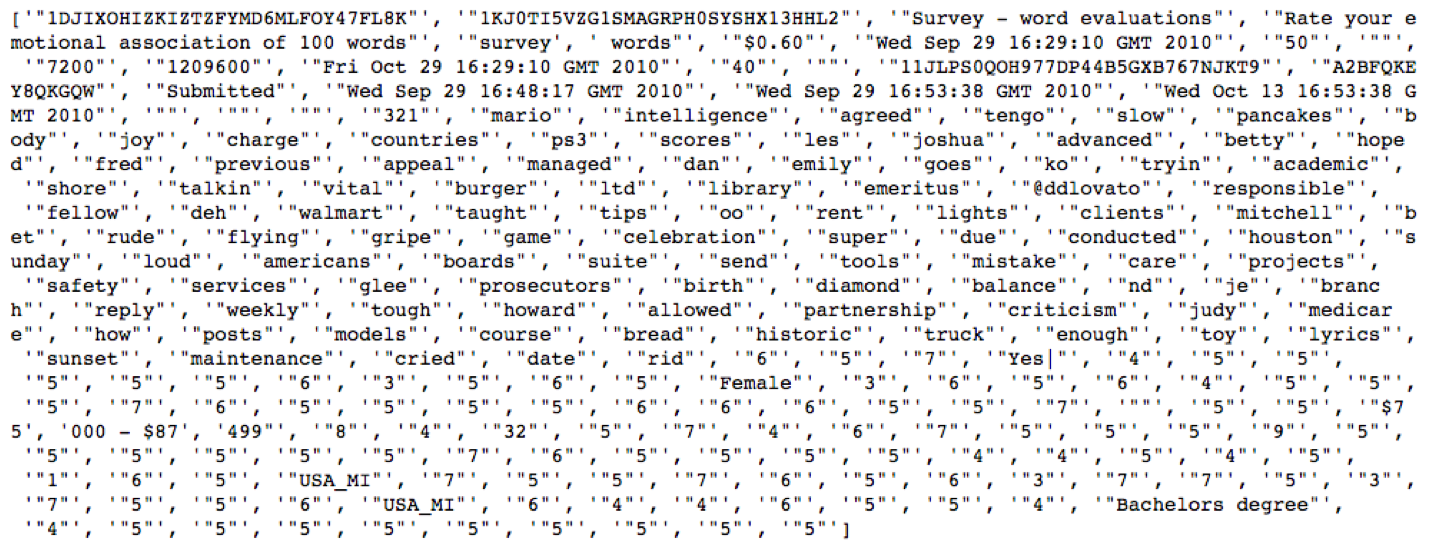 ['"1DJIXOHIZKIZTZFYMD6MLFOY47FL8K"', '"1KJ0TI5VZG1SMAGRPH0SYSHX13HHL2"', '"Survey - word evaluations"', '"Rate your e
motional association of 100 words"', '"survey', ' words"', '"$0.60"', '"Wed Sep 29 16:29:10 GMT 2010"', '"50"', '""',
'"7200"', '"1209600"', '"Fri Oct 29 16:29:10 GMT 2010"', '"40"', '""', '"11JLPS0QOH977DP44B5GXB767NJKT9"', '"A2BFQKE
Y8QKGQW"', '"Submitted"', '"Wed Sep 29 16:48:17 GMT 2010"', '"Wed Sep 29 16:53:38 GMT 2010"', '"Wed Oct 13 16:53:38 G
MT 2010"', '""', '""', '""', '""', '"321"', '"mario"', '"intelligence"', '"agreed"', '"tengo"', '"slow"', '"pancakes"', '"b
ody"', '"joy"', '"charge"', '"countries"', '"ps3"', '"scores"', '"les"', '"joshua"', '"advanced"', '"betty"', '"hope
d"', '"fred"', '"previous"', '"appeal"', '"managed"', '"dan"', '"emily"', '"goes"', '"ko"', '"tryin"', '"academic"',
'"shore"', '"talkin"', '"vital"', '"burger"', '"ltd"', '"library"', '"emeritus"', '"@ddlovato"', '"responsible"',
'"fellow"', '"deh"', '"walmart"', '"taught"', '"tips"', '"oo"', '"rent"', '"lights"', '"clients"', '"mitchell"', '"b
et"', '"rude"', '"flying"', '"gripe"', '"game"', '"celebration"', '"super"', '"due"', '"conducted"', '"houston"', '"s
unday"', '"loud"', '"americans"', '"boards"', '"suite"', '"send"', '"tools"', '"mistake"', '"care"', '"projects"',
'"safety"', '"services"', '"glee"', '"prosecutors"', '"birth"', '"diamond"', '"balance"', '"nd"', '"je"', '"branc
h"', '"reply"', '"weekly"', '"tough"', '"howard"', '"allowed"', '"partnership"', '"criticism"', '"judy"', '"medicar
e"', '"how"', '"posts"', '"models"', '"course"', '"bread"', '"historic"', '"truck"', '"enough"', '"toy"', '"lyrics"',
'"sunset"', '"maintenance"', '"cried"', '"date"', '"rid"', '"6"', '"5"', '"7"', '"Yes|"', '"4"', '"5"', '"5"',
'"5"', '"5"', '"5"', '"6"', '"3"', '"5"', '"6"', '"5"', '"Female"', '"3"', '"6"', '"5"', '"6"', '"4"', '"5"', '"5"',
'"5"', '"7"', '"6"', '"5"', '"5"', '"5"', '"5"', '"6"', '"6"', '"6"', '"5"', '"5"', '"7"', '""', '"5"', '"5"', '"$7
5', '000 - $87', '499"', '"8"', '"4"', '"32"', '"5"', '"7"', '"4"', '"6"', '"7"', '"5"', '"5"', '"5"', '"9"', '"5"',
'"5"', '"5"', '"5"', '"5"', '"5"', '"7"', '"6"', '"5"', '"5"', '"5"', '"5"', '"5"', '"4"', '"4"', '"5"', '"4"', '"5"',
'"1"', '"6"', '"5"', '"USA_MI"', '"7"', '"5"', '"5"', '"7"', '"6"', '"5"', '"6"', '"3"', '"7"', '"7"', '"5"', '"3"',
'"7"', '"5"', '"5"', '"6"', '"USA_MI"', '"6"', '"4"', '"4"', '"6"', '"5"', '"5"', '"4"', '"Bachelors degree"',
'"4"', '"5"', '"5"', '"5"', '"5"', '"5"', '"5"', '"5"', '"5"']